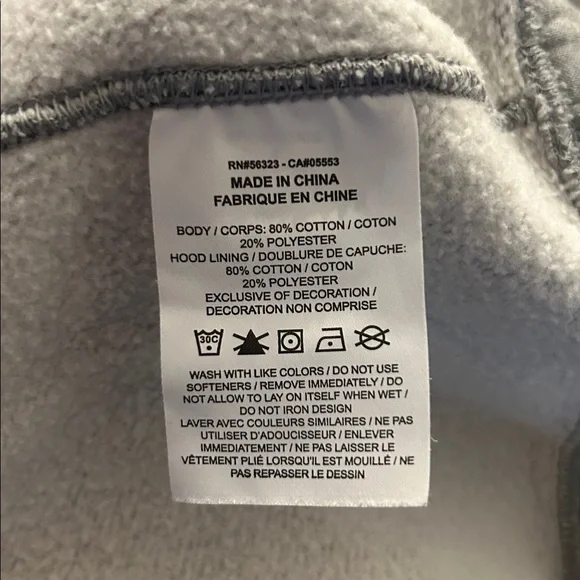 RN#56323 - CA#05553
MADE IN CHINA
FABRIQUE EN CHINE
BODY / CORPS: 80% COTTON / COTON
20% POLYESTER
HOOD LINING / DOUBLURE DE CAPUCHE:
80% COTTON / COTON
20% POLYESTER
EXCLUSIVE OF DECORATION /
DECORATION NON COMPRISE
30C
WASH WITH LIKE COLORS / DO NOT USE
SOFTENERS / REMOVE IMMEDIATELY / DO
NOT ALLOW TO LAY ON ITSELF WHEN WET /
DO NOT IRON DESIGN
LAVER AVEC COULEURS SIMILAIRES / NE PAS
UTILISER D'ADOUCISSEUR / ENLEVER
IMMEDIATEMENT / NE PAS LAISSER LE
VÊTEMENT PLIÉ LORSQU'IL EST MOUILLÉ / NE
PAS REPASSER LE DESSIN